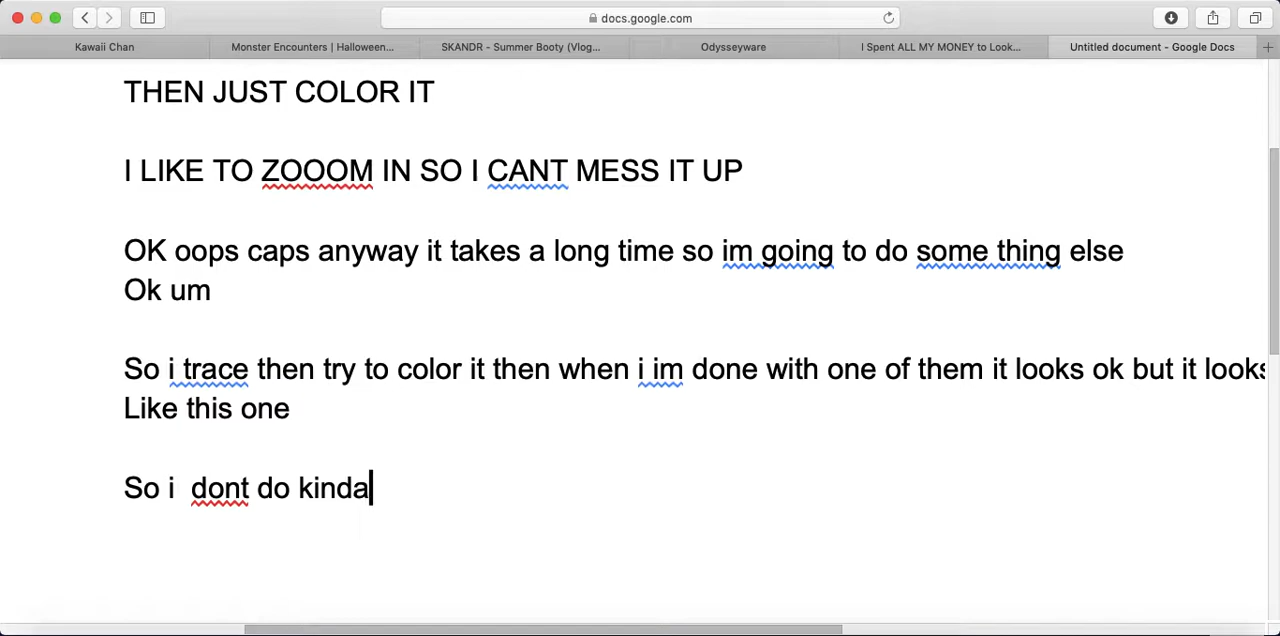 docs.google.com
Kawaii Chan
Monster Encounters | Halloween...
SKANDR - Summer Booty (Vlog...
Odysseyware
I Spent ALL MY MONEY to Look...
Untitled document - Google Docs
THEN JUST COLOR IT
I LIKE TO ZOOOM IN SO I CANT MESS IT UP
OK oops caps anyway it takes a long time so im going to do some thing else
Ok um
So i trace then try to color it then when i im done with one of them it looks ok but it looks
Like this one
So i  dont do kinda